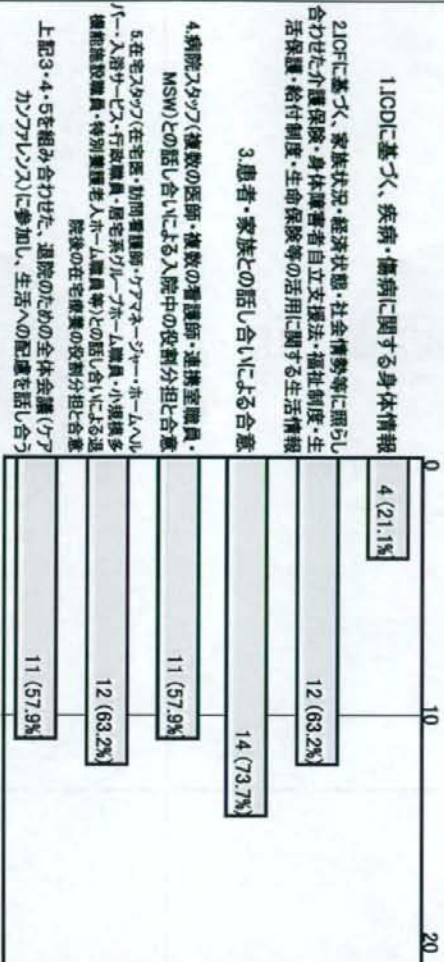 1.ICDに基づく、疾病・傷病に関する身体情報
2.ICFに基づく、家族状況・経済状態・社会情勢等に照らし
合わせた介護保険・身体障害者自立支援法・福祉制度・生
活保護・給付制度・生命保険等の活用に関する生活情報
3.患者・家族との話し合いによる合意
4.病院スタッフ(複数の医師・複数の看護師・連携室職員・
MSW)との話し合いによる入院中の役割分担と合意
5.在宅スタッフ(在宅医・訪問看護師・ケアマネージャー・ホームヘル
パー・入浴サービス・行政職員・居宅系グループホーム職員・小規模多
機能施設職員・特別養護老人ホーム職員等)との話し合いによる退
院後の在宅療養の役割分担と合意
上記3・4・5を組み合わせた、退院のための全体会議(ケア
カンファレンス)に参加し、生活への配慮を話し合う
0
10
20
4 (21.1%)
12 (63.2%)
14 (73.7%)
11 (57.9%)
12 (63.2%)
11 (57.9%)